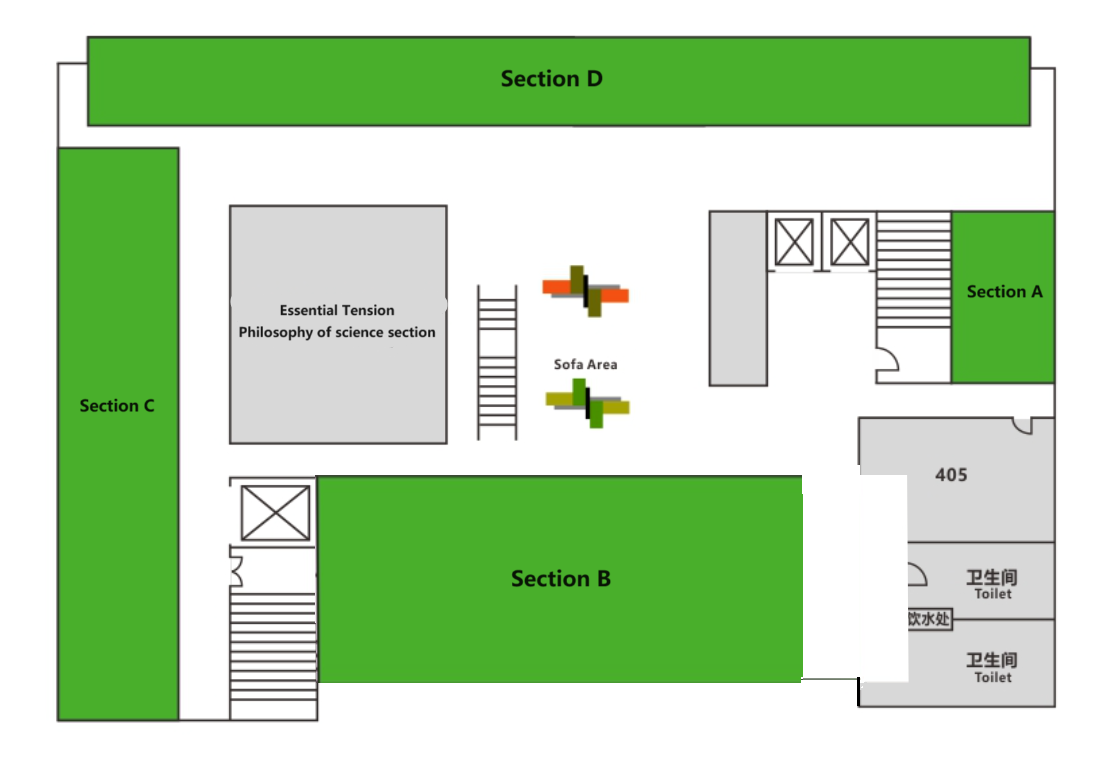 Section D
Section A
Essential Tension
Philosophy of science section
Sofa Area
Section C
405
Section B
卫生间
Toilet
饮水处
卫生间
Toilet